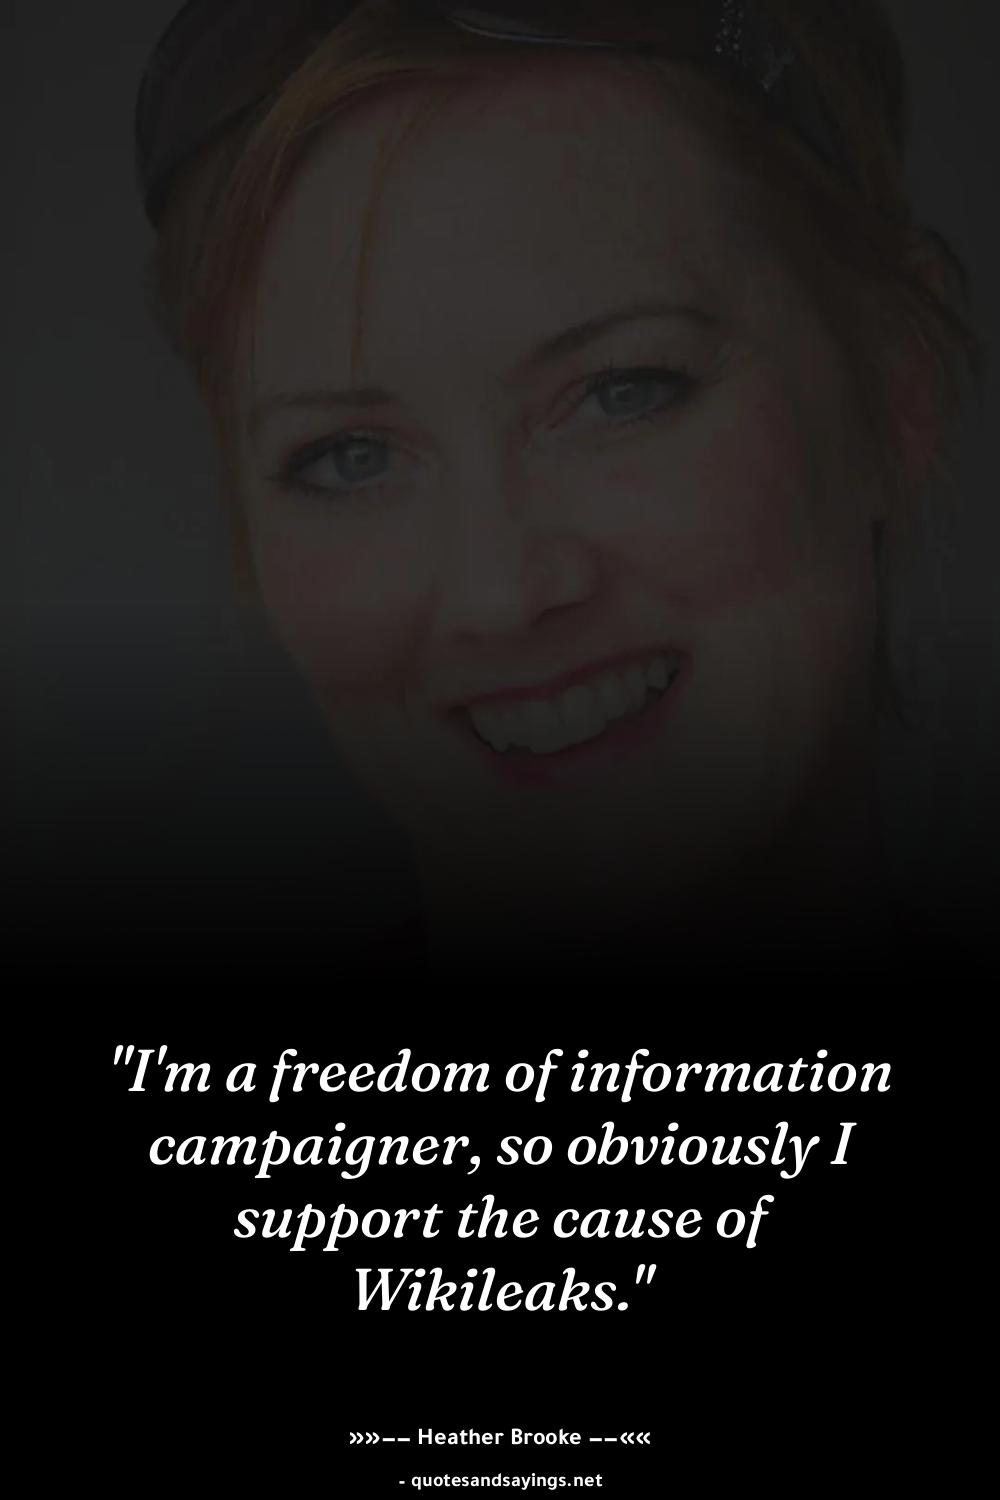 "I'm a freedom of information
campaigner, so obviously I
support the cause of
Wikileaks."
»»−− Heather Brooke −−««
- quotesandsayings.net